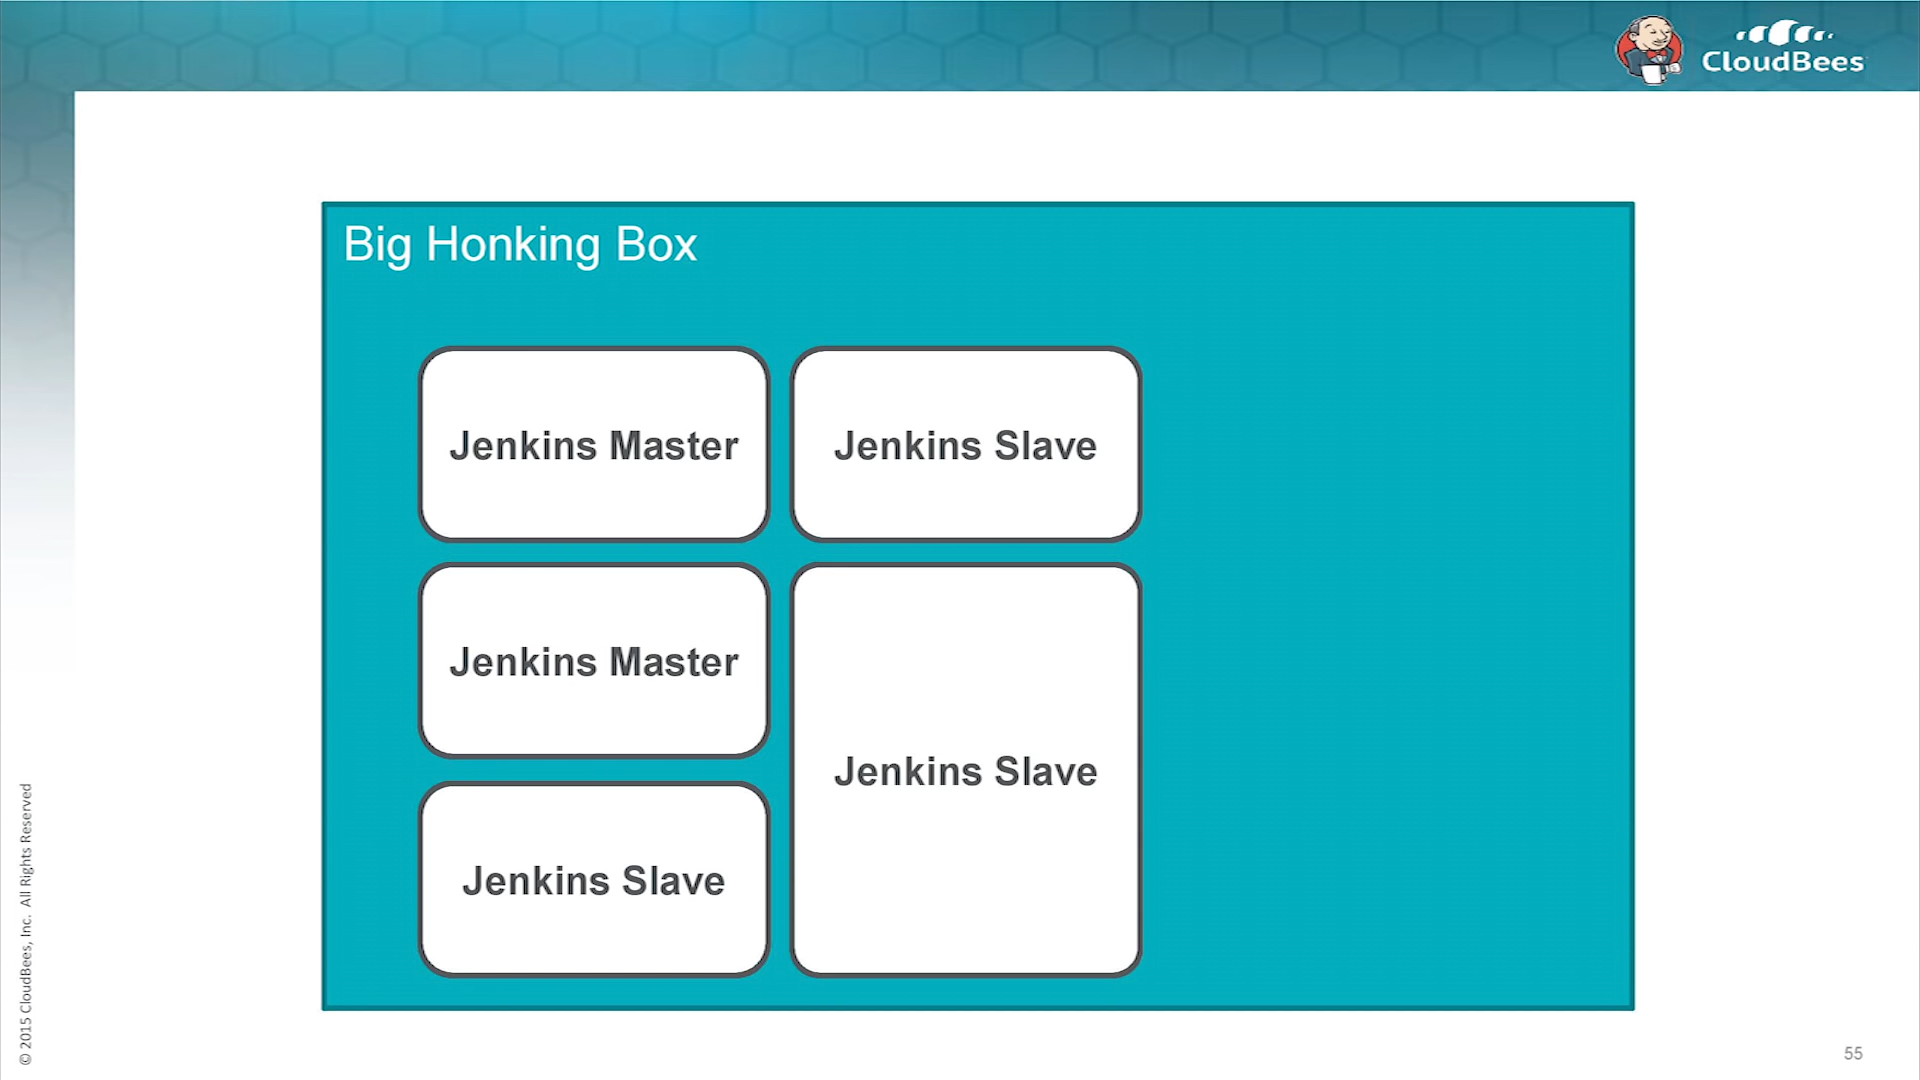 CloudBees
Big Honking Box
Jenkins Master
Jenkins Slave
Jenkins Master
Jenkins Slave
Jenkins Slave
© 2015 CloudBees, Inc. All Rights Reserved
55